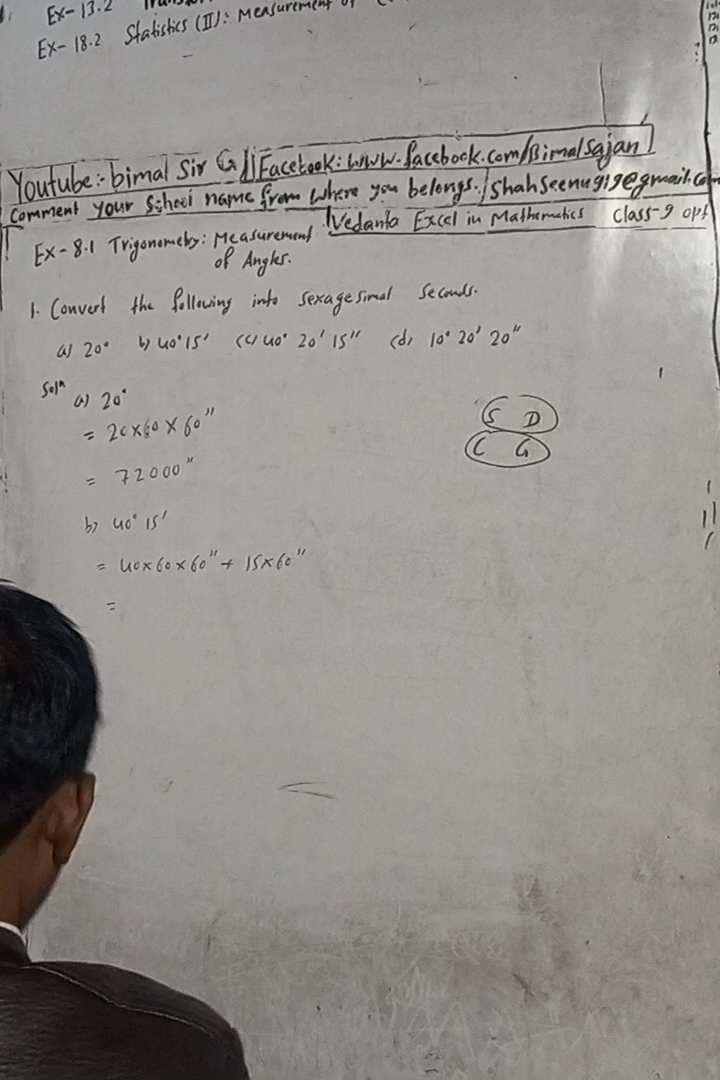 Ex- 13.2
Ex- 18.2 Statistics (II): Measurement of
Youtube:- bimal Sir G || Facebook: www.facebook.com/Bimalsajan
Comment your School name from where you belongs. / shahseenu919@gmail.com
Vedanta Excel in Mathematics Class-9 opt
Ex- 8.1 Trigonometry: Measurement
of Angles.
1. Convert the following into sexagesimal seconds.
a) 20° b) 40° 15' (c) 40° 20' 15" (d) 10° 20' 20"
Solⁿ a) 20°
= 20×60×60"
= 72000"
b) 40° 15'
= 40×60×60" + 15×60"
=
S D
C G